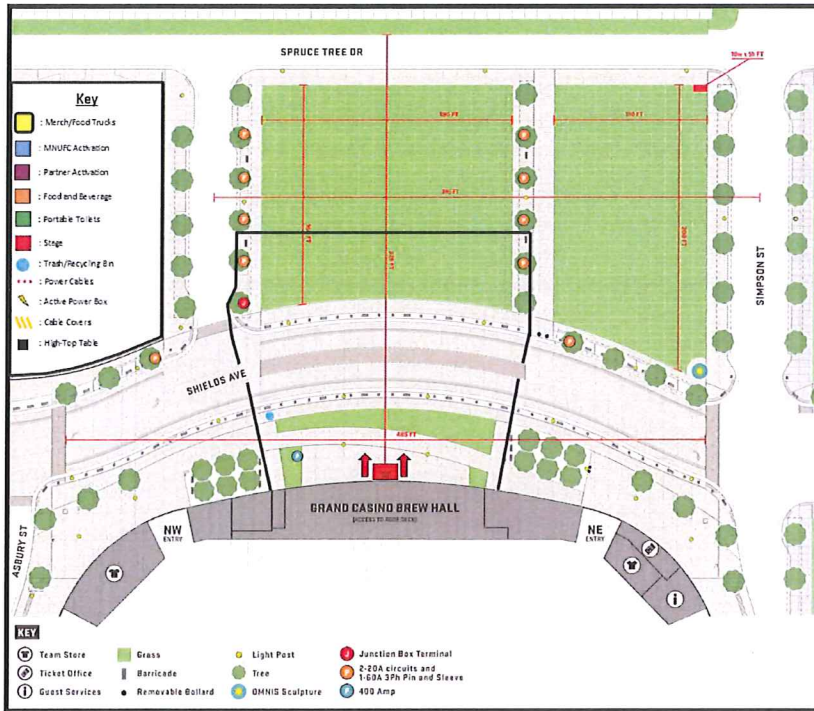 SPRUCE TREE DR
10FT x 15 FT
Key
: Merch/Food Trucks
: MNUFC Activation
: Partner Activation
: Food and Beverage
: Portable Toilets
: Stage
: Trash/Recycling Bin
: Power Cables
: Active Power Box
: Cable Covers
: High-Top Table
SIMPSON ST
SHIELDS AVE
GRAND CASINO BREW HALL
NW
ENTRY
NE
ENTRY
ASBURY ST
KEY
Team Store
Ticket Office
Guest Services
Grass
Barricade
Removable Bollard
Light Post
Tree
OMNIS Sculpture
Junction Box Terminal
2-20A circuits and
1-60A 3Ph Pin and Sleeve
400 Amp